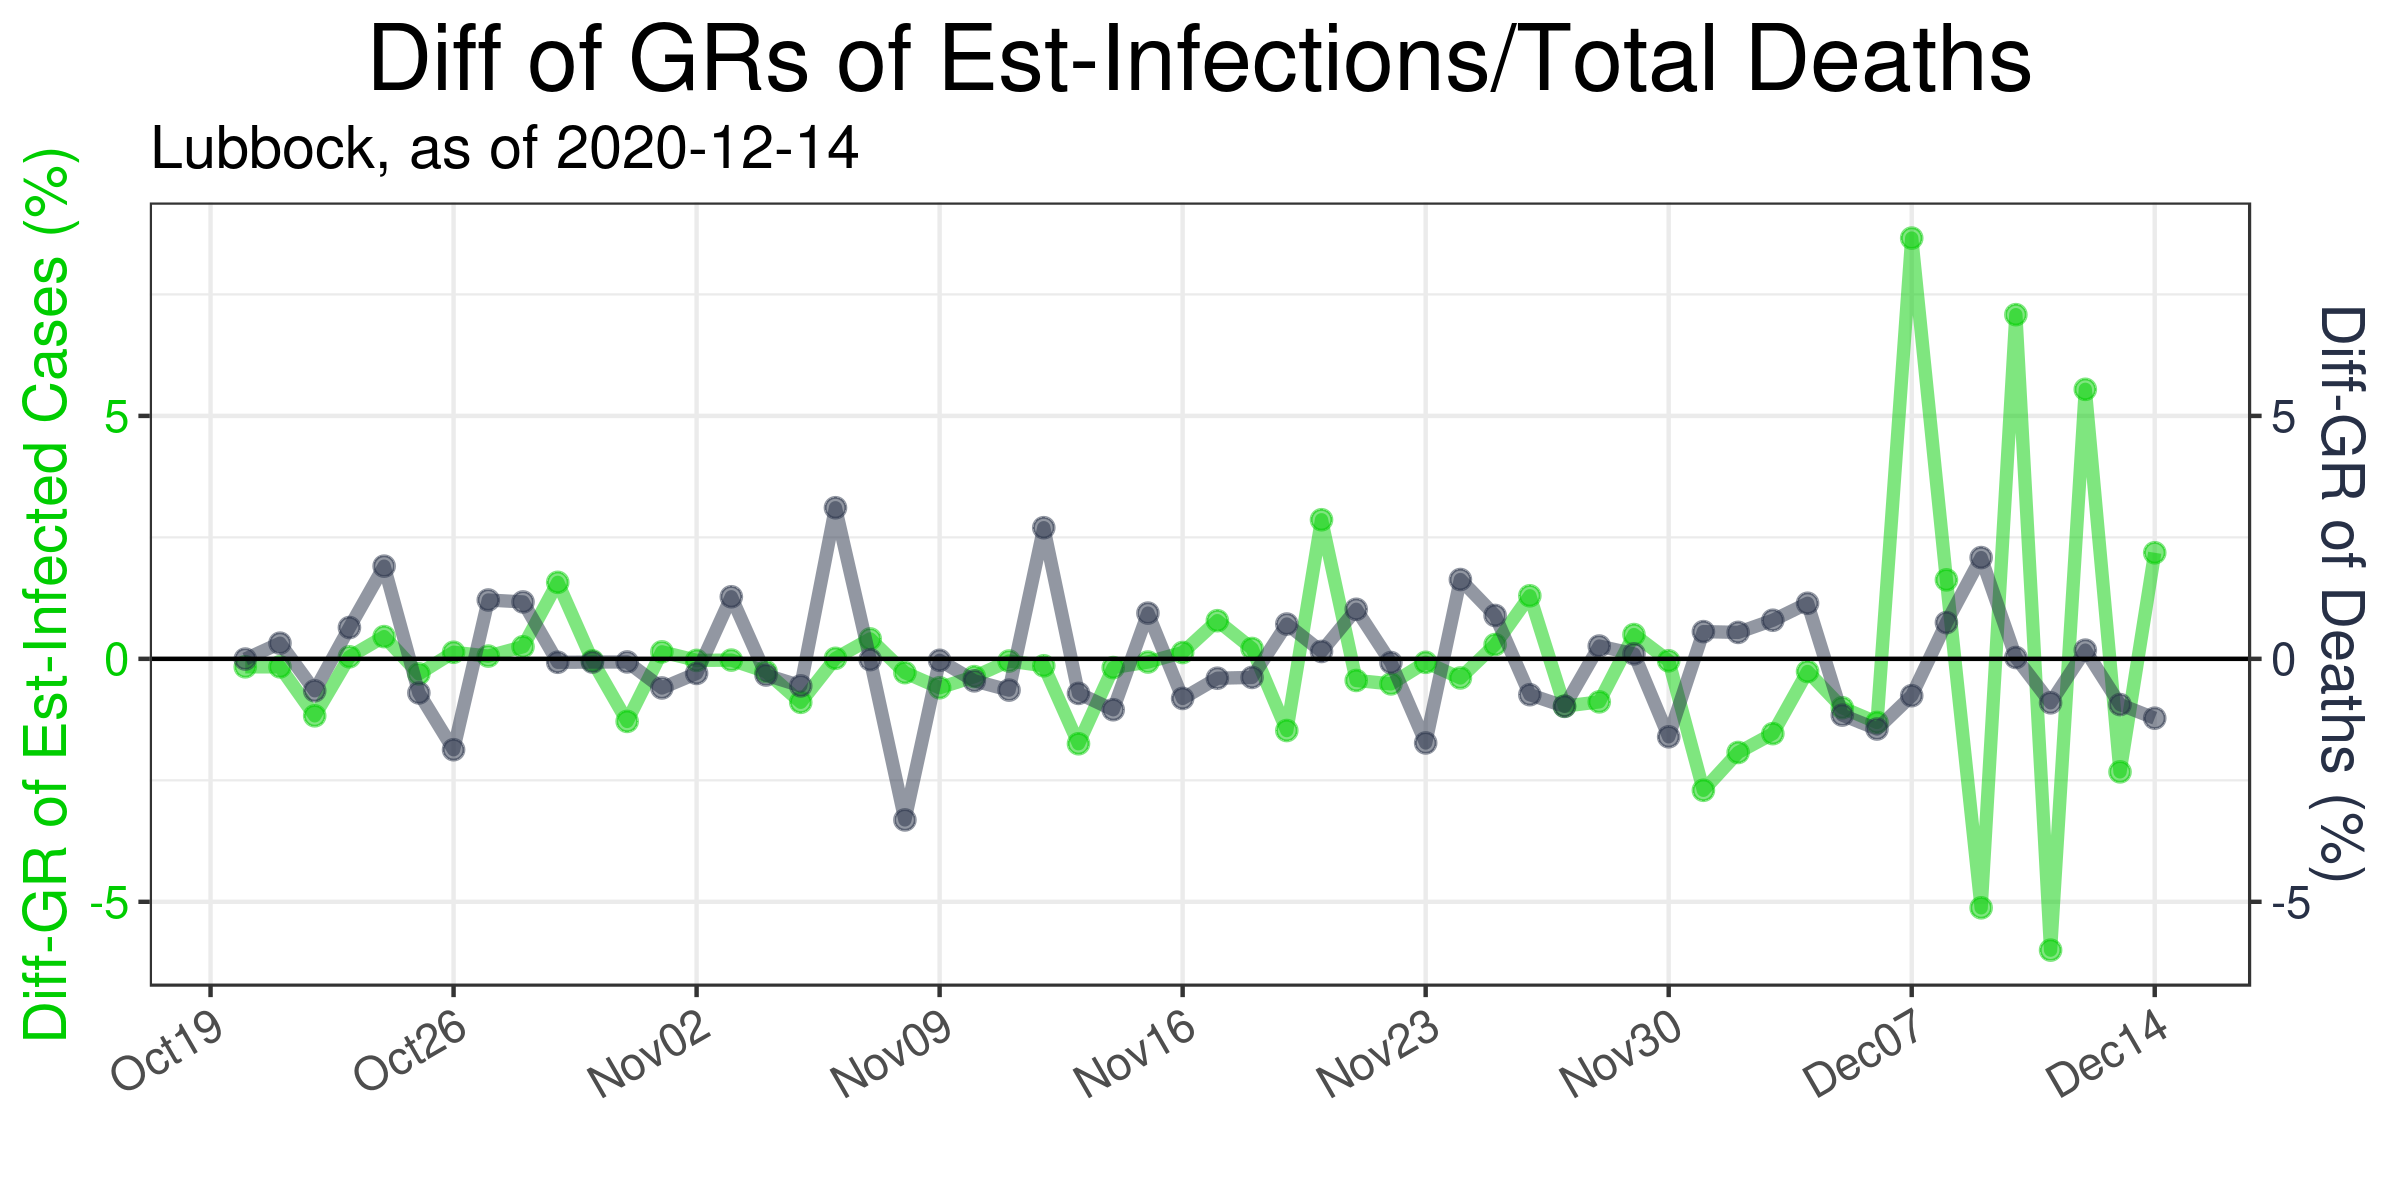 Diff of GRs of Est-Infections/Total Deaths
Lubbock, as of 2020-12-14
Diff-GR of Est-Infected Cases (%)
5
0
-5
5
0
-5
Diff-GR of Deaths (%)
Oct19
Oct26
Nov02
Nov09
Nov16
Nov23
Nov30
Dec07
Dec14